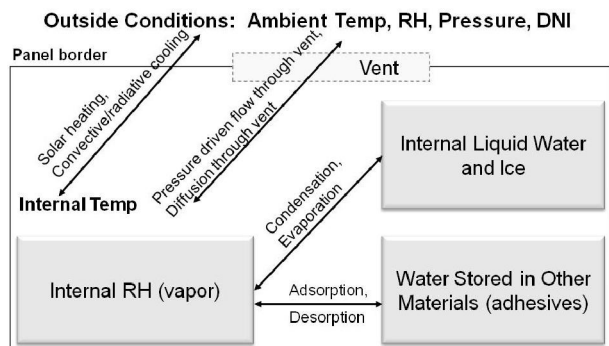 Outside Conditions: Ambient Temp, RH, Pressure, DNI
Panel border
Vent
Solar heating,
Convective/radiative cooling
Pressure driven flow through vent,
Diffusion through vent
Internal Temp
Condensation,
Evaporation
Internal Liquid Water
and Ice
Internal RH (vapor)
Adsorption,
Desorption
Water Stored in Other
Materials (adhesives)